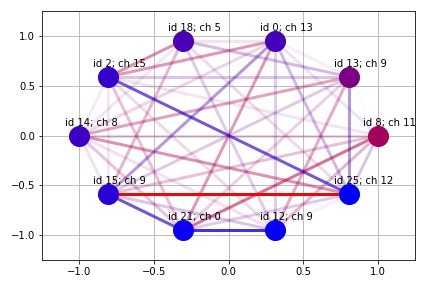 1.0
0.5
0.0
−0.5
−1.0
id 18; ch 5
id 0; ch 13
id 2; ch 15
id 13; ch 9
id 14; ch 8
id 8; ch 11
id 15; ch 9
id 25; ch 12
id 21; ch 0
id 12; ch 9
−1.0 −0.5 0.0 0.5 1.0